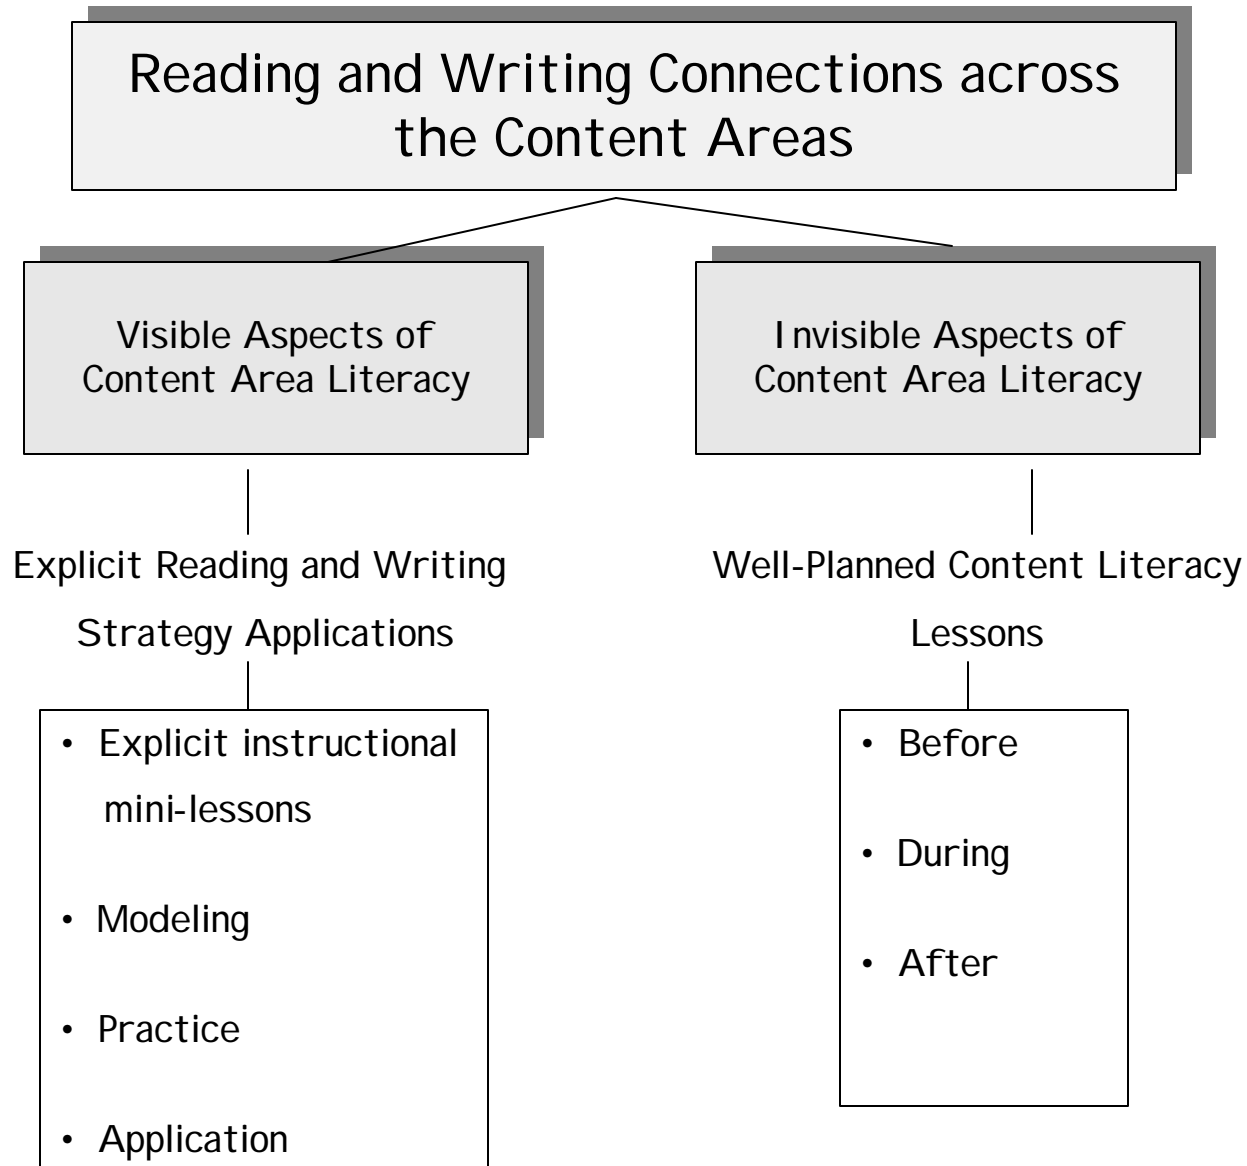 Reading and Writing Connections across
the Content Areas
Visible Aspects of
Content Area Literacy
Invisible Aspects of
Content Area Literacy
Explicit Reading and Writing
Strategy Applications
Well-Planned Content Literacy
Lessons
• Explicit instructional
mini-lessons
• Modeling
• Practice
• Application
• Before
• During
• After